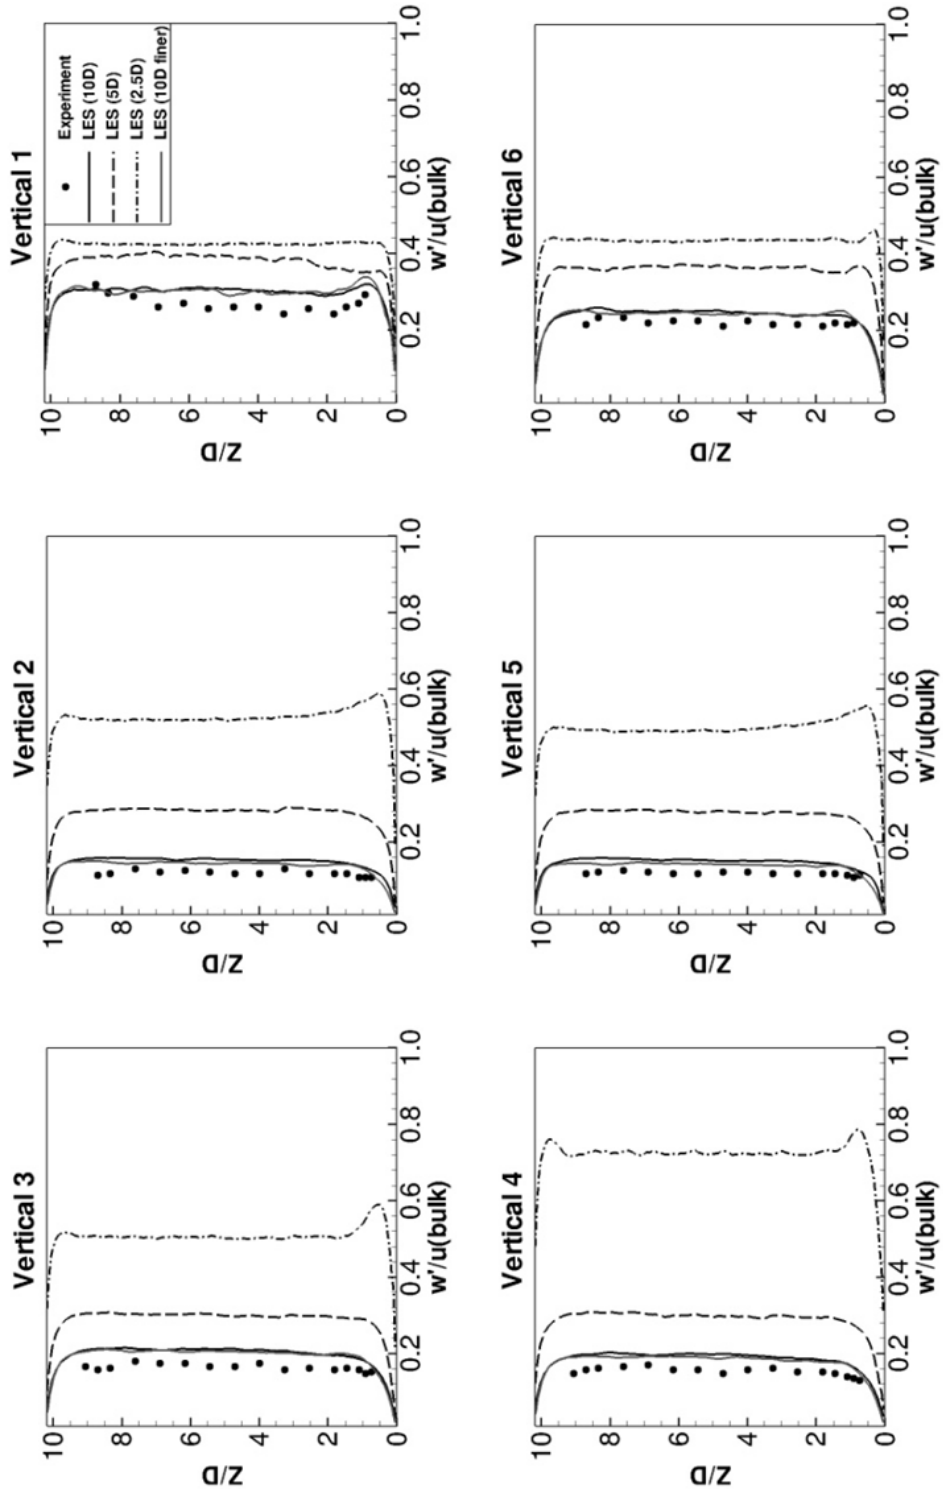 Vertical 3
10
8
6
4
2
0
z/D
0.2 0.4 0.6 0.8 1.0
w'/u(bulk)
Vertical 2
10
8
6
4
2
0
z/D
0.2 0.4 0.6 0.8 1.0
w'/u(bulk)
Vertical 1
Experiment
LES (10D)
LES (5D)
LES (2.5D)
LES (10D finer)
10
8
6
4
2
0
z/D
0.2 0.4 0.6 0.8 1.0
w'/u(bulk)
Vertical 4
10
8
6
4
2
0
z/D
0.2 0.4 0.6 0.8 1.0
w'/u(bulk)
Vertical 5
10
8
6
4
2
0
z/D
0.2 0.4 0.6 0.8 1.0
w'/u(bulk)
Vertical 6
10
8
6
4
2
0
z/D
0.2 0.4 0.6 0.8 1.0
w'/u(bulk)